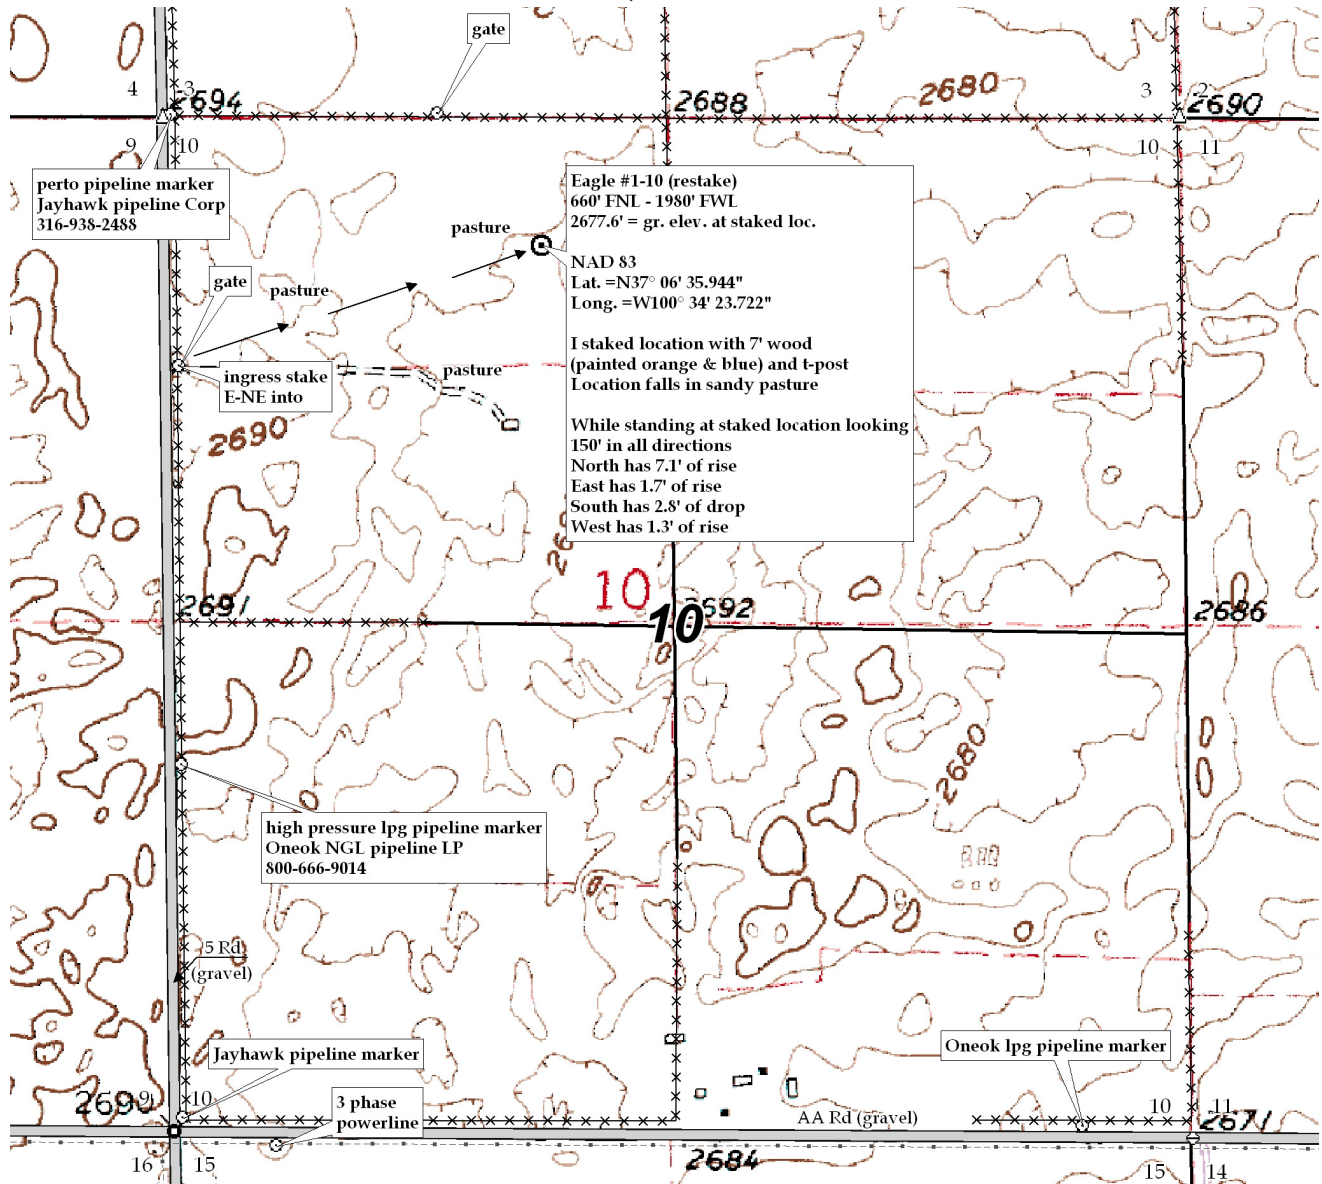 gate
4
3
2694
2688
2680
3
2
2690
9
10
10
11
perto pipeline marker
Jayhawk pipeline Corp
316-938-2488
Eagle #1-10 (restake)
660' FNL - 1980' FWL
2677.6' = gr. elev. at staked loc.
NAD 83
Lat. =N37° 06' 35.944"
Long. =W100° 34' 23.722"
I staked location with 7' wood
(painted orange & blue) and t-post
Location falls in sandy pasture
While standing at staked location looking
150' in all directions
North has 7.1' of rise
East has 1.7' of rise
South has 2.8' of drop
West has 1.3' of rise
pasture
gate
pasture
ingress stake
E-NE into
pasture
2690
2691
10
10
2692
2686
2680
high pressure lpg pipeline marker
Oneok NGL pipeline LP
800-666-9014
5 Rd
(gravel)
Jayhawk pipeline marker
Oneok lpg pipeline marker
3 phase
powerline
AA Rd (gravel)
2690
9
10
10
11
2671
16
15
2684
15
14